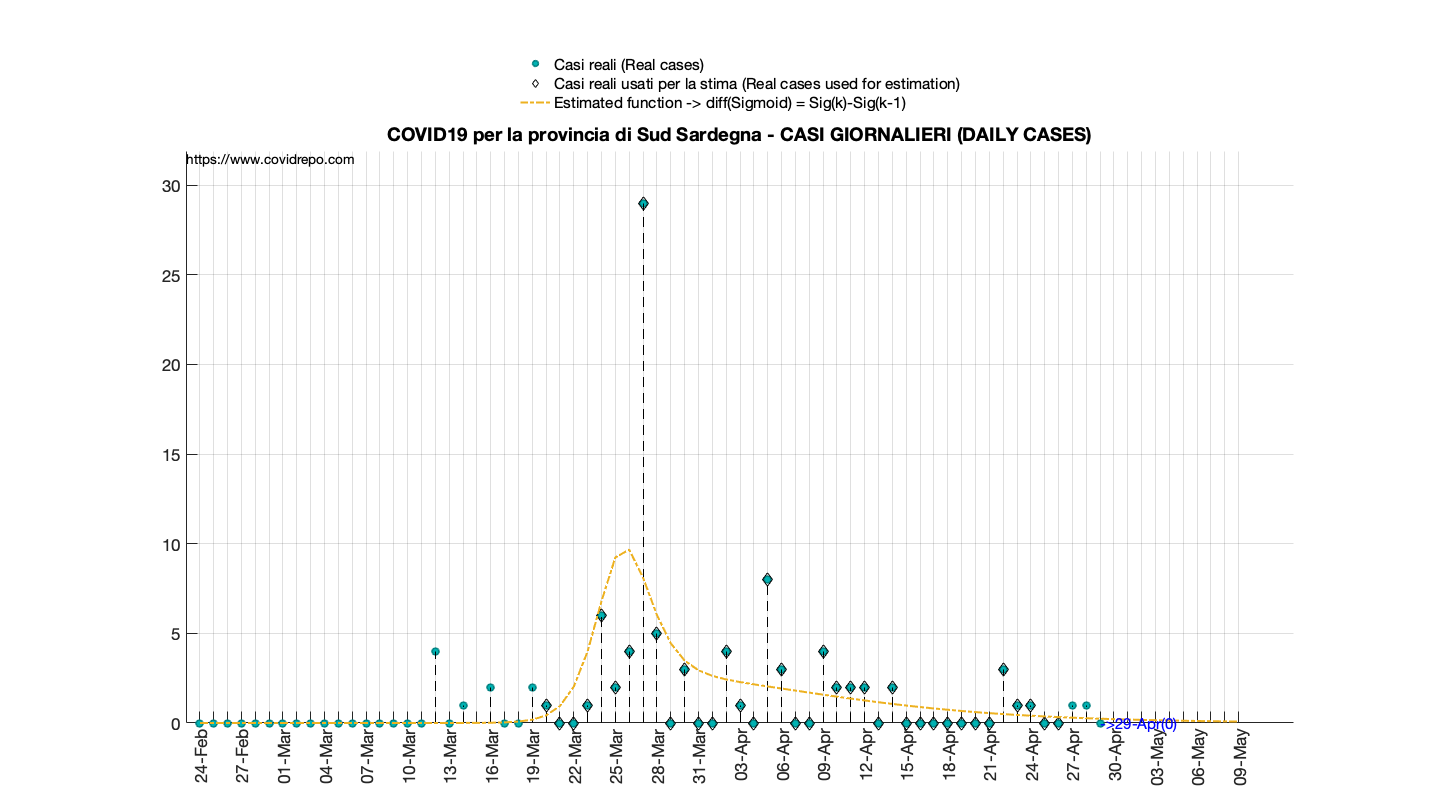 Casi reali (Real cases)
Casi reali usati per la stima (Real cases used for estimation)
Estimated function -> diff(Sigmoid) = Sig(k)-Sig(k-1)
COVID19 per la provincia di Sud Sardegna - CASI GIORNALIERI (DAILY CASES)
https://www.covidrepo.com
30
25
20
15
10
5
0
->29-Apr(0)
24-Feb
27-Feb
01-Mar
04-Mar
07-Mar
10-Mar
13-Mar
16-Mar
19-Mar
22-Mar
25-Mar
28-Mar
31-Mar
03-Apr
06-Apr
09-Apr
12-Apr
15-Apr
18-Apr
21-Apr
24-Apr
27-Apr
30-Apr
03-May
06-May
09-May